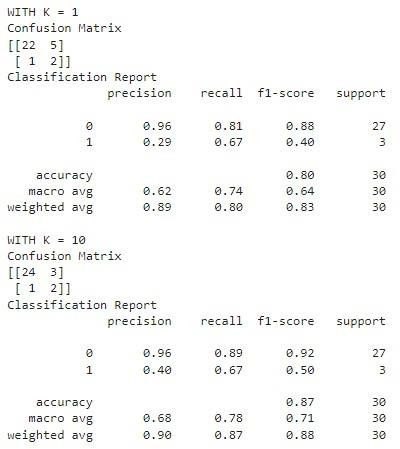 WITH K = 1
Confusion Matrix
[[22 5]
[ 1 2]]
Classification Report
precision recall f1-score support
0 0.96 0.81 0.88 27
1 0.29 0.67 0.40 3
accuracy 0.80 30
macro avg 0.62 0.74 0.64 30
weighted avg 0.89 0.80 0.83 30
WITH K = 10
Confusion Matrix
[[24 3]
[ 1 2]]
Classification Report
precision recall f1-score support
0 0.96 0.89 0.92 27
1 0.40 0.67 0.50 3
accuracy 0.87 30
macro avg 0.68 0.78 0.71 30
weighted avg 0.90 0.87 0.88 30